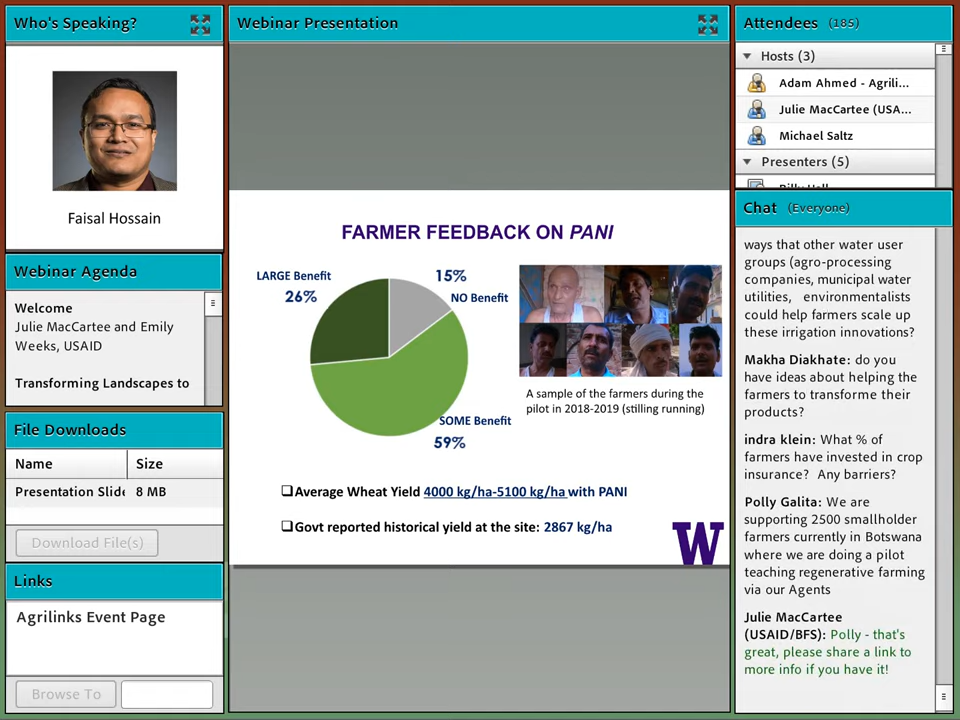 Who's Speaking?
Faisal Hossain
Webinar Agenda
Welcome
Julie MacCartee and Emily
Weeks, USAID
Transforming Landscapes to
File Downloads
Name Size
Presentation Slide 8 MB
Download File(s)
Links
Agrilinks Event Page
Browse To
Webinar Presentation
FARMER FEEDBACK ON PANI
LARGE Benefit
26%
15%
NO Benefit
SOME Benefit
59%
A sample of the farmers during the
pilot in 2018-2019 (stilling running)
Average Wheat Yield 4000 kg/ha-5100 kg/ha with PANI
Govt reported historical yield at the site: 2867 kg/ha
W
Attendees (185)
Hosts (3)
Adam Ahmed - Agrili...
Julie MacCartee (USA...
Michael Saltz
Presenters (5)
Chat (Everyone)
ways that other water user
groups (agro-processing
companies, municipal water
utilities, environmentalists
could help farmers scale up
these irrigation innovations?
Makha Diakhate: do you
have ideas about helping the
farmers to transforme their
products?
indra klein: What % of
farmers have invested in crop
insurance? Any barriers?
Polly Galita: We are
supporting 2500 smallholder
farmers currently in Botswana
where we are doing a pilot
teaching regenerative farming
via our Agents
Julie MacCartee
(USAID/BFS): Polly - that's
great, please share a link to
more info if you have it!